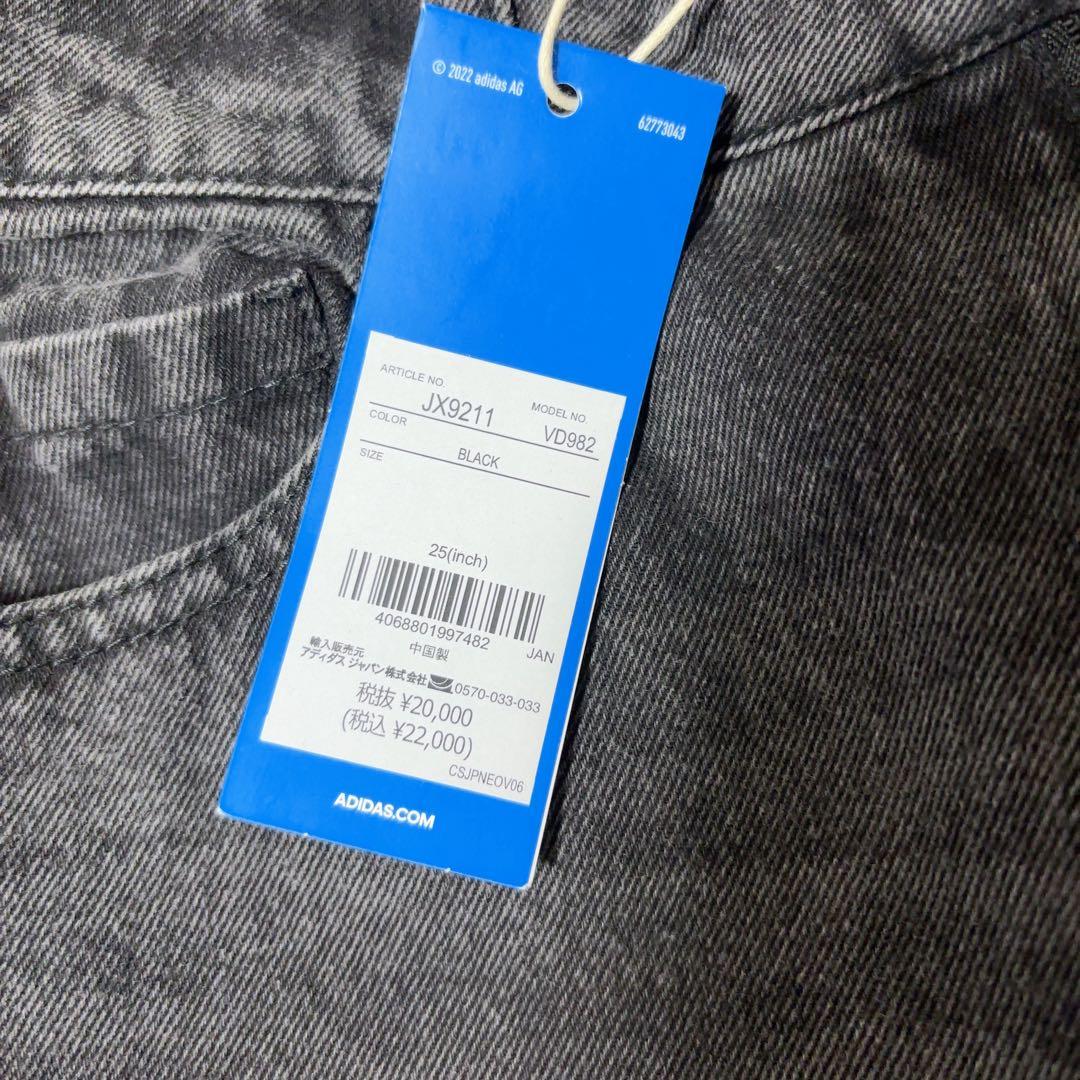 © 2022 adidas AG
62773043
ARTICLE NO.
JX9211
MODEL NO.
VD982
COLOR
BLACK
SIZE
25(inch)
4068801997482
JAN
中国製
輸入販売元
アディダス ジャパン株式会社 0570-033-033
税抜 ¥20,000
(税込 ¥22,000)
CSJPNEOV06
ADIDAS.COM